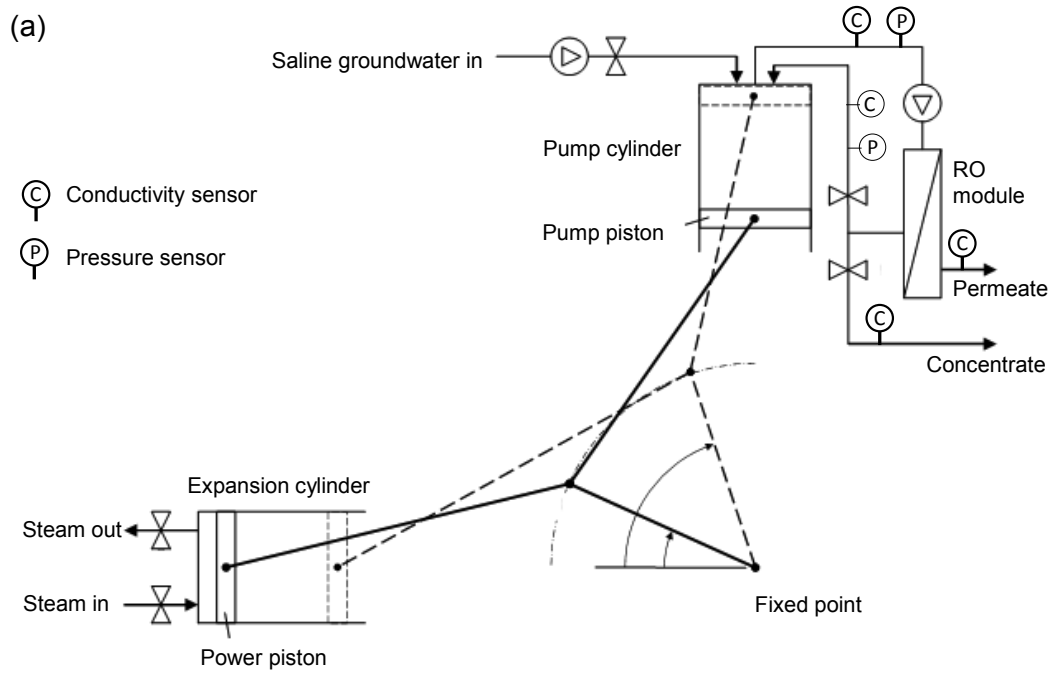 (a)
C
P
Saline groundwater in
C
Pump cylinder
P
RO
module
C
Conductivity sensor
Pump piston
P
Pressure sensor
C
Permeate
C
Concentrate
Expansion cylinder
Steam out
Steam in
Fixed point
Power piston